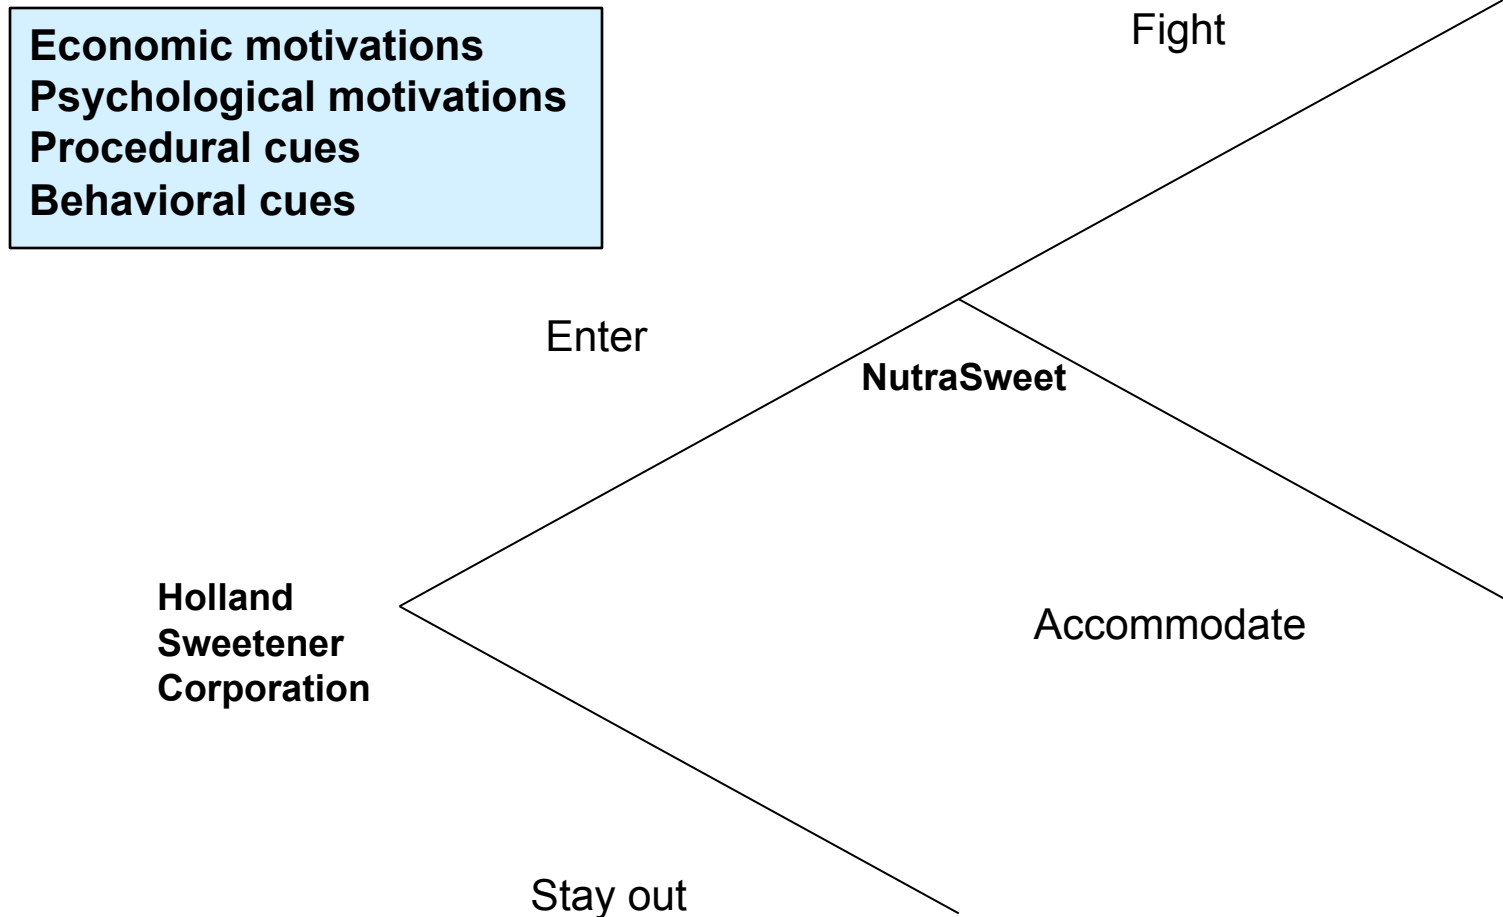 Economic motivations
Psychological motivations
Procedural cues
Behavioral cues
Fight
Enter
NutraSweet
Holland
Sweetener
Corporation
Accommodate
Stay out